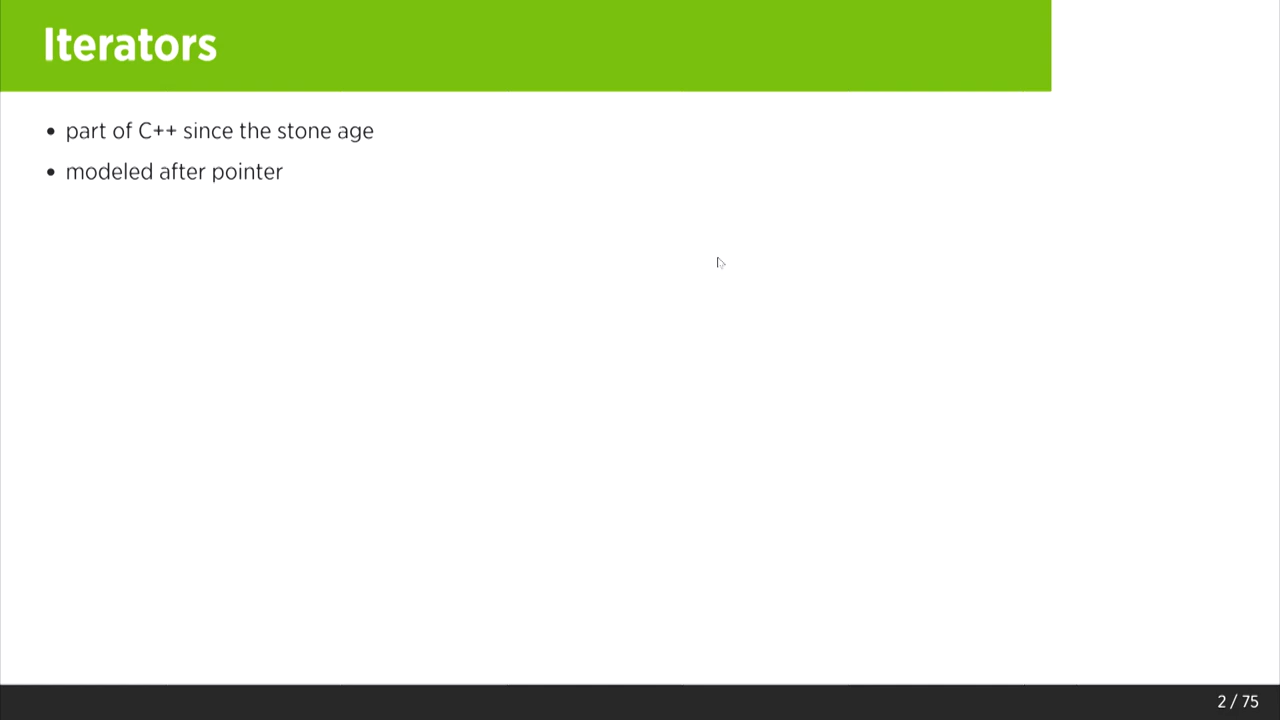 Iterators
• part of C++ since the stone age
• modeled after pointer
2 / 75